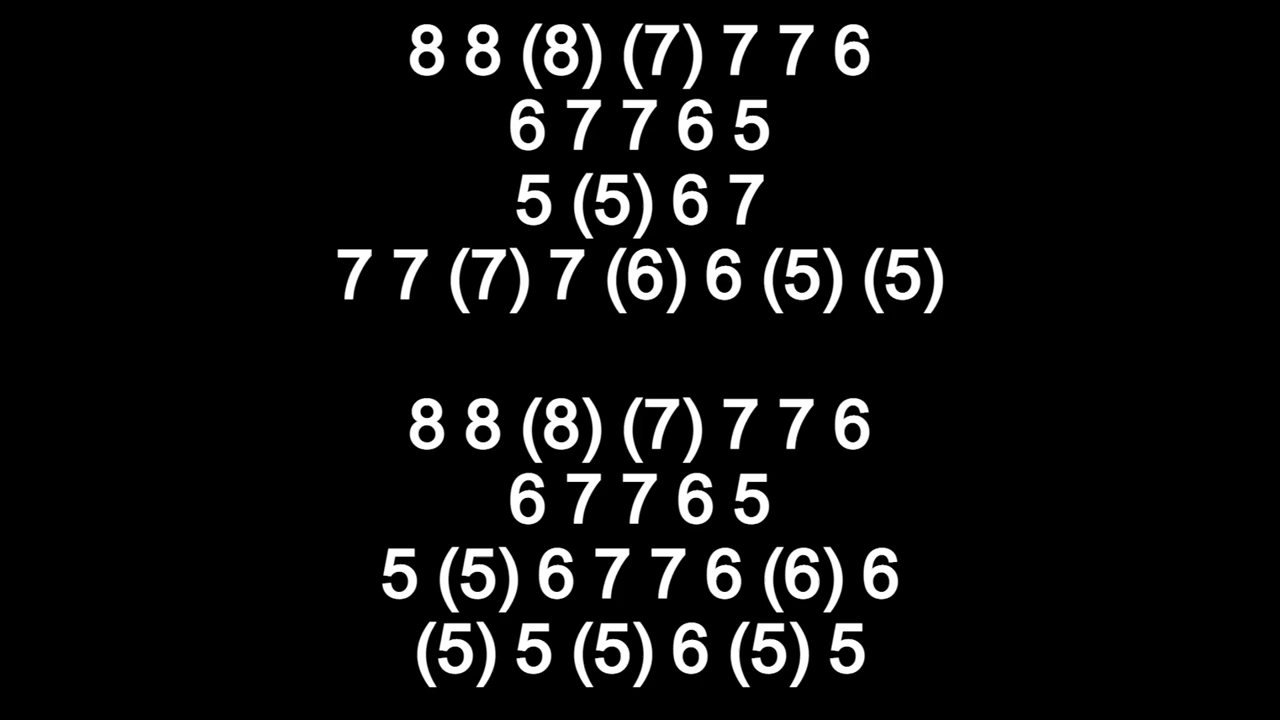 8 8 (8) (7) 7 7 6
6 7 7 6 5
5 (5) 6 7
7 7 (7) 7 (6) 6 (5) (5)
8 8 (8) (7) 7 7 6
6 7 7 6 5
5 (5) 6 7 7 6 (6) 6
(5) 5 (5) 6 (5) 5